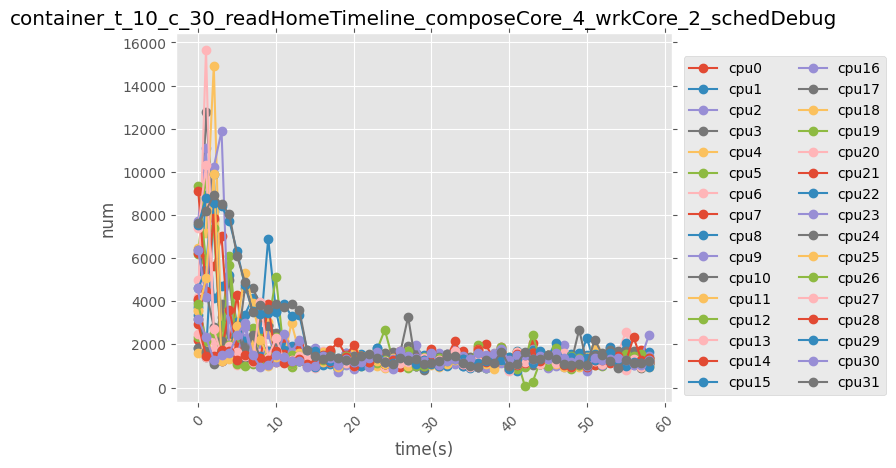 container_t_10_c_30_readHomeTimeline_composeCore_4_wrkCore_2_schedDebug
num
16000
14000
12000
10000
8000
6000
4000
2000
0
0
10
20
30
40
50
60
time(s)
cpu0
cpu1
cpu2
cpu3
cpu4
cpu5
cpu6
cpu7
cpu8
cpu9
cpu10
cpu11
cpu12
cpu13
cpu14
cpu15
cpu16
cpu17
cpu18
cpu19
cpu20
cpu21
cpu22
cpu23
cpu24
cpu25
cpu26
cpu27
cpu28
cpu29
cpu30
cpu31